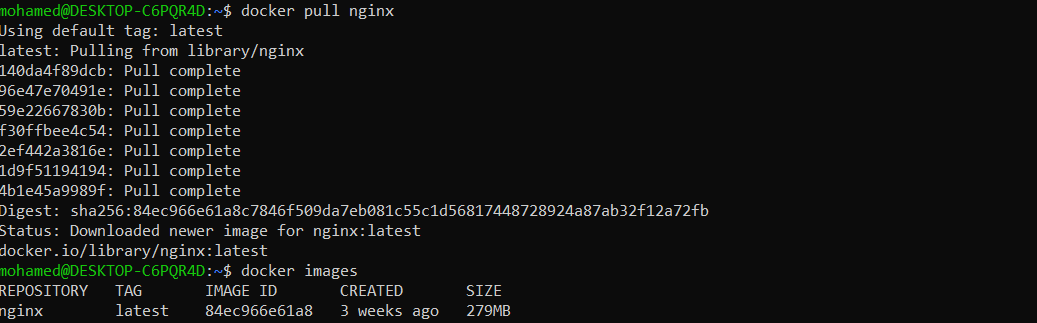 mohamed@DESKTOP-C6PQR4D:~$ docker pull nginx
Using default tag: latest
latest: Pulling from library/nginx
140da4f89dcb: Pull complete
96e47e70491e: Pull complete
59e22667830b: Pull complete
f30ffbee4c54: Pull complete
2ef442a3816e: Pull complete
1d9f51194194: Pull complete
4b1e45a9989f: Pull complete
Digest: sha256:84ec966e61a8c7846f509da7eb081c55c1d56817448728924a87ab32f12a72fb
Status: Downloaded newer image for nginx:latest
docker.io/library/nginx:latest
mohamed@DESKTOP-C6PQR4D:~$ docker images
REPOSITORY   TAG       IMAGE ID       CREATED       SIZE
nginx        latest    84ec966e61a8   3 weeks ago   279MB